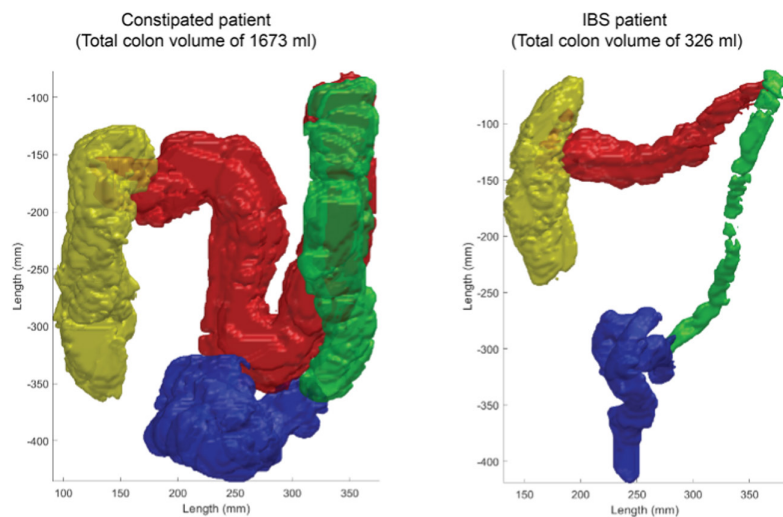 Constipated patient
(Total colon volume of 1673 ml)
-100
-150
-200
-250
-300
-350
-400
Length (mm)
100 150 200 250 300 350
Length (mm)
IBS patient
(Total colon volume of 326 ml)
-100
-150
-200
-250
-300
-350
-400
Length (mm)
150 200 250 300 350
Length (mm)